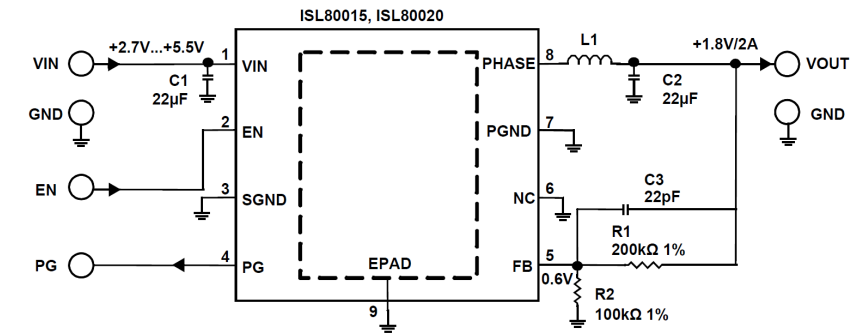 ISL80015, ISL80020
VIN
+2.7V...+5.5V
1
VIN
C1
22µF
GND
2
EN
EN
3
SGND
PG
4
PG
EPAD
9
PHASE
8
L1
+1.8V/2A
VOUT
C2
22µF
GND
PGND
7
NC
6
C3
22pF
R1
200kΩ 1%
FB
5
0.6V
R2
100kΩ 1%